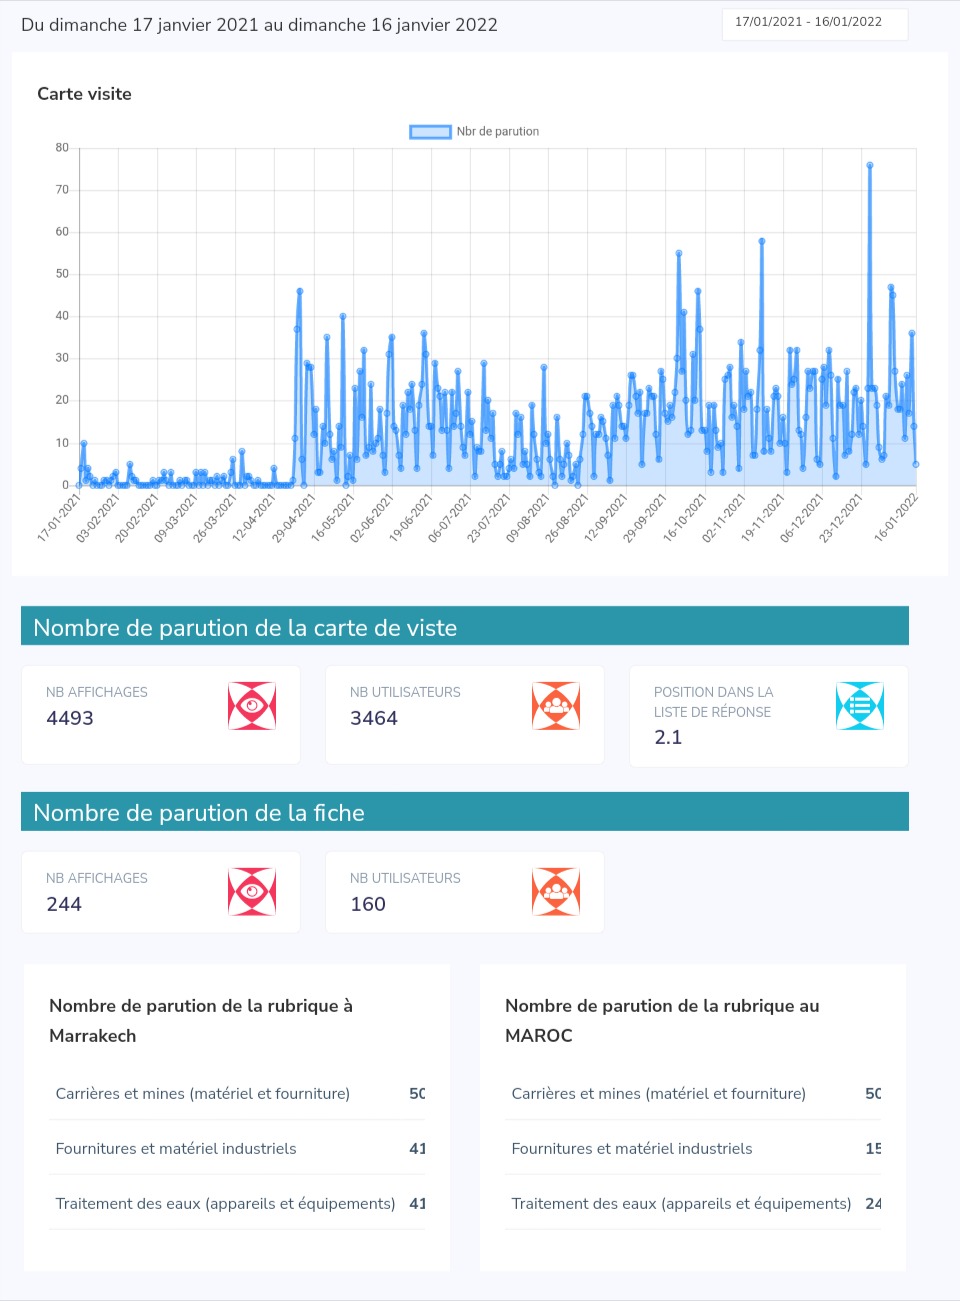 Du dimanche 17 janvier 2021 au dimanche 16 janvier 2022
17/01/2021 - 16/01/2022
Carte visite
Nbr de parution
80
70
60
50
40
30
20
10
0
17-01-2021
03-02-2021
20-02-2021
09-03-2021
26-03-2021
12-04-2021
29-04-2021
16-05-2021
02-06-2021
19-06-2021
06-07-2021
23-07-2021
09-08-2021
26-08-2021
12-09-2021
29-09-2021
16-10-2021
02-11-2021
19-11-2021
06-12-2021
23-12-2021
16-01-2022
Nombre de parution de la carte de viste
NB AFFICHAGES
4493
NB UTILISATEURS
3464
POSITION DANS LA
LISTE DE RÉPONSE
2.1
Nombre de parution de la fiche
NB AFFICHAGES
244
NB UTILISATEURS
160
Nombre de parution de la rubrique à
Marrakech
Carrières et mines (matériel et fourniture) 50
Fournitures et matériel industriels 41
Traitement des eaux (appareils et équipements) 41
Nombre de parution de la rubrique au
MAROC
Carrières et mines (matériel et fourniture) 50
Fournitures et matériel industriels 15
Traitement des eaux (appareils et équipements) 24